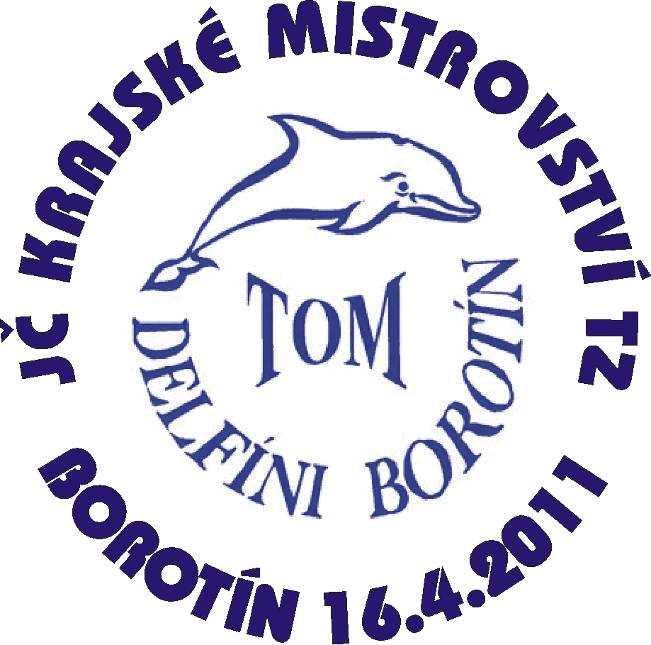 JČ KRAJSKÉ MISTROVSTVÍ TZ
TOM
DELFÍNI BOROTÍN
BOROTÍN 16.4.2011